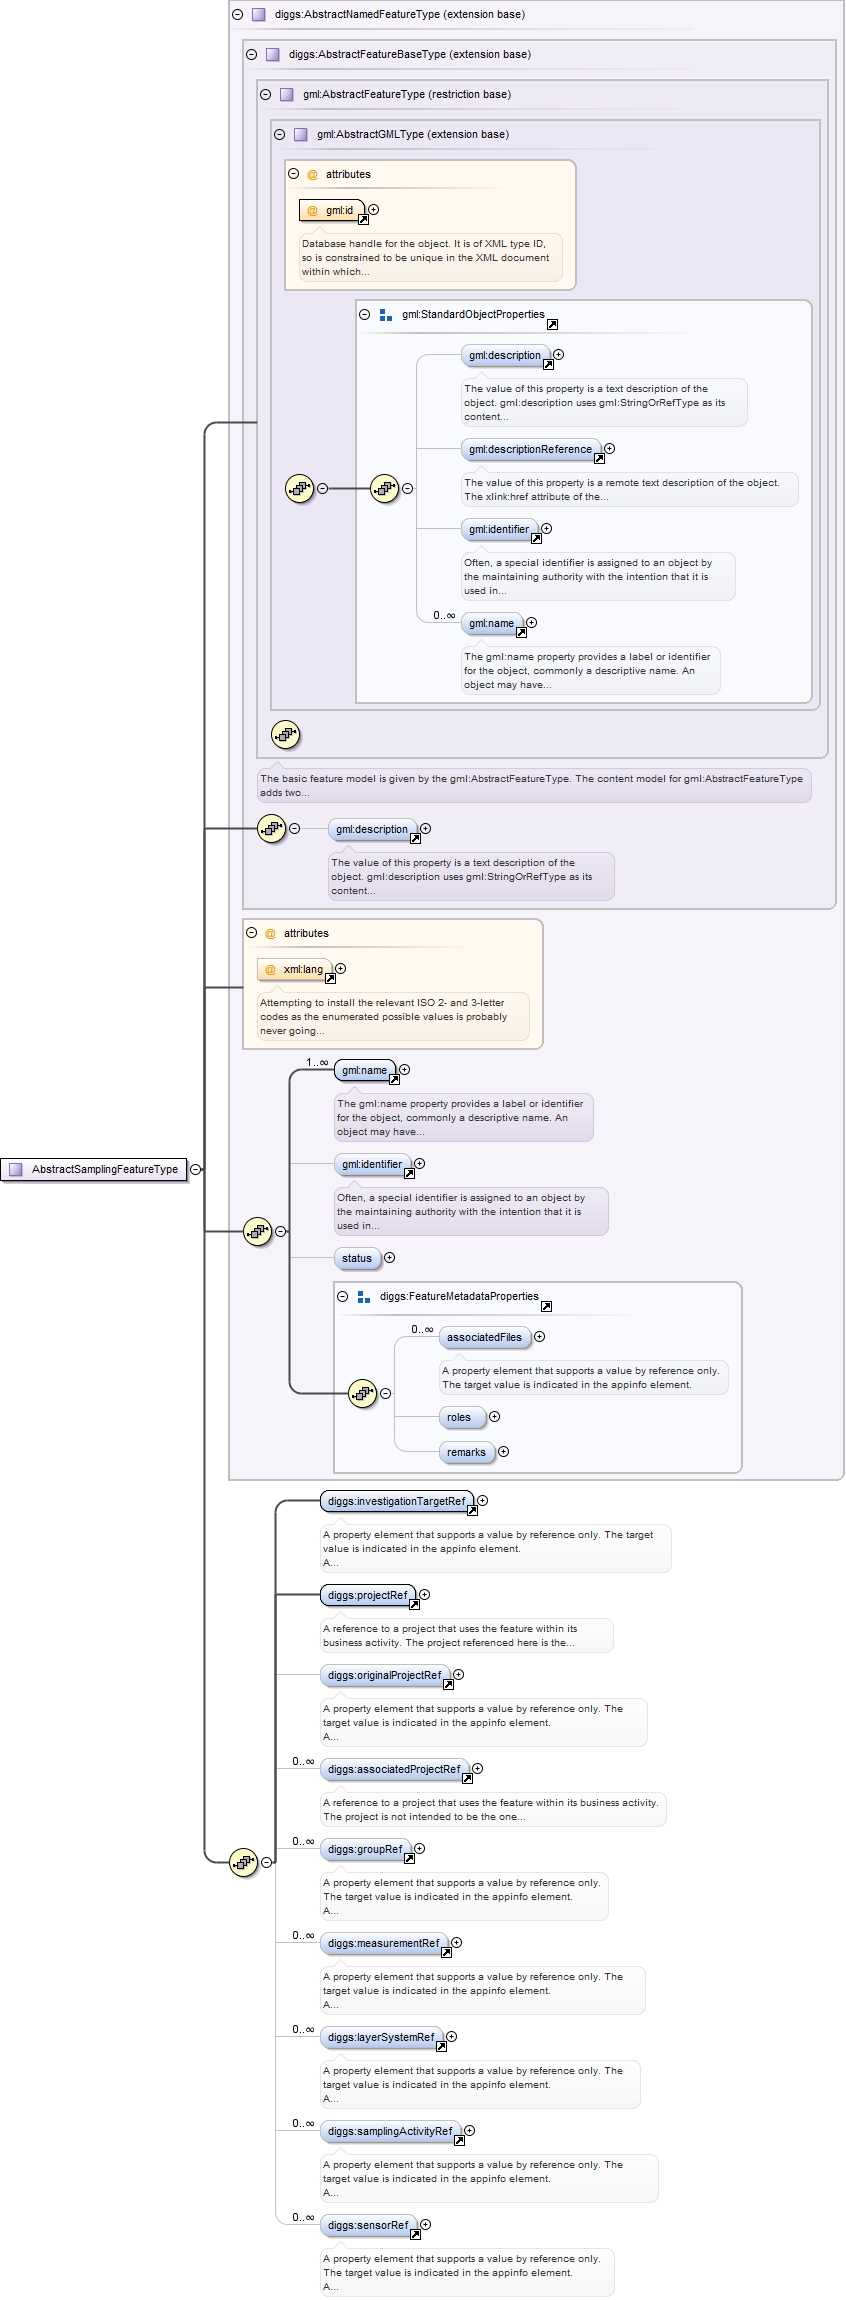 diggs:AbstractNamedFeatureType (extension base)
diggs:AbstractFeatureBaseType (extension base)
gml:AbstractFeatureType (restriction base)
gml:AbstractGMLType (extension base)
@ attributes
@ gml:id
Database handle for the object. It is of XML type ID,
so is constrained to be unique in the XML document
within which...
gml:StandardObjectProperties
gml:description
The value of this property is a text description of the
object. gml:description uses gml:StringOrRefType as its
content...
gml:descriptionReference
The value of this property is a remote text description of the object.
The xlink:href attribute of the...
gml:identifier
Often, a special identifier is assigned to an object by
the maintaining authority with the intention that it is
used in...
0..∞
gml:name
The gml:name property provides a label or identifier
for the object, commonly a descriptive name. An
object may have...
The basic feature model is given by the gml:AbstractFeatureType. The content model for gml:AbstractFeatureType
adds two...
gml:description
The value of this property is a text description of the
object. gml:description uses gml:StringOrRefType as its
content...
@ attributes
@ xml:lang
Attempting to install the relevant ISO 2- and 3-letter
codes as the enumerated possible values is probably
never going...
1..∞
gml:name
The gml:name property provides a label or identifier
for the object, commonly a descriptive name. An
object may have...
AbstractSamplingFeatureType
gml:identifier
Often, a special identifier is assigned to an object by
the maintaining authority with the intention that it is
used in...
status
diggs:FeatureMetadataProperties
0..∞
associatedFiles
A property element that supports a value by reference only.
The target value is indicated in the appinfo element.
roles
remarks
diggs:investigationTargetRef
A property element that supports a value by reference only. The target
value is indicated in the appinfo element.
A...
diggs:projectRef
A reference to a project that uses the feature within its
business activity. The project referenced here is the...
diggs:originalProjectRef
A property element that supports a value by reference only. The
target value is indicated in the appinfo element.
A...
0..∞
diggs:associatedProjectRef
A reference to a project that uses the feature within its business activity.
The project is not intended to be the one...
0..∞
diggs:groupRef
A property element that supports a value by reference only.
The target value is indicated in the appinfo element.
A...
0..∞
diggs:measurementRef
A property element that supports a value by reference only. The
target value is indicated in the appinfo element.
A...
0..∞
diggs:layerSystemRef
A property element that supports a value by reference only. The
target value is indicated in the appinfo element.
A...
0..∞
diggs:samplingActivityRef
A property element that supports a value by reference only. The
target value is indicated in the appinfo element.
A...
0..∞
diggs:sensorRef
A property element that supports a value by reference only.
The target value is indicated in the appinfo element.
A...